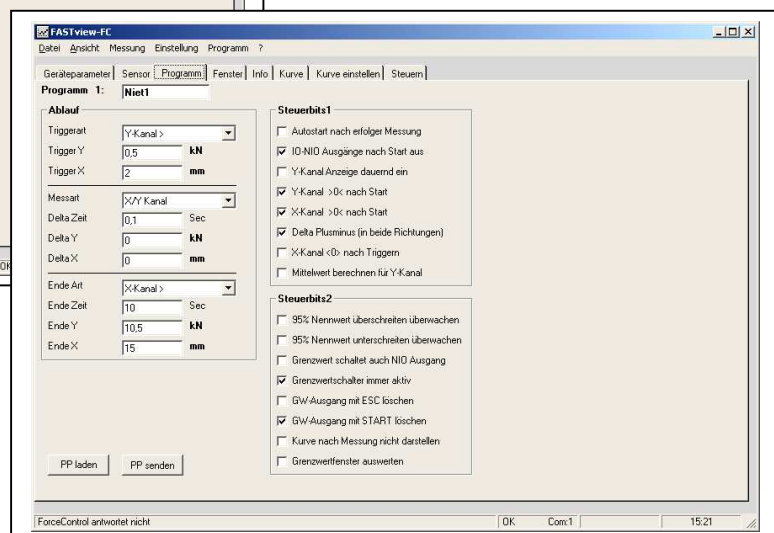 FASTview-FC
Datei Ansicht Messung Einstellung Programm ?
Geräteparameter Sensor Programm Fenster Info Kurve Kurve einstellen Steuern
Programm 1: Niet1
Ablauf
Triggerart Y-Kanal >
Trigger Y 0,5 kN
Trigger X 2 mm
Messart X/Y Kanal
Delta Zeit 0,1 Sec
Delta Y 0 kN
Delta X 0 mm
Ende Art X-Kanal >
Ende Zeit 10 Sec
Ende Y 10,5 kN
Ende X 15 mm
PP laden PP senden
Steuerbits1
Autostart nach erfolger Messung
IO-NIO Ausgänge nach Start aus
Y-Kanal Anzeige dauernd ein
Y-Kanal >0< nach Start
X-Kanal >0< nach Start
Delta Plusminus (in beide Richtungen)
X-Kanal <0> nach Triggern
Mittelwert berechnen für Y-Kanal
Steuerbits2
95% Nennwert überschreiten überwachen
95% Nennwert unterschreiten überwachen
Grenzwert schaltet auch NIO Ausgang
Grenzwertschalter immer aktiv
GW-Ausgang mit ESC löschen
GW-Ausgang mit START löschen
Kurve nach Messung nicht darstellen
Grenzwertfenster auswerten
ForceControl antwortet nicht OK Com:1 15:21
OK